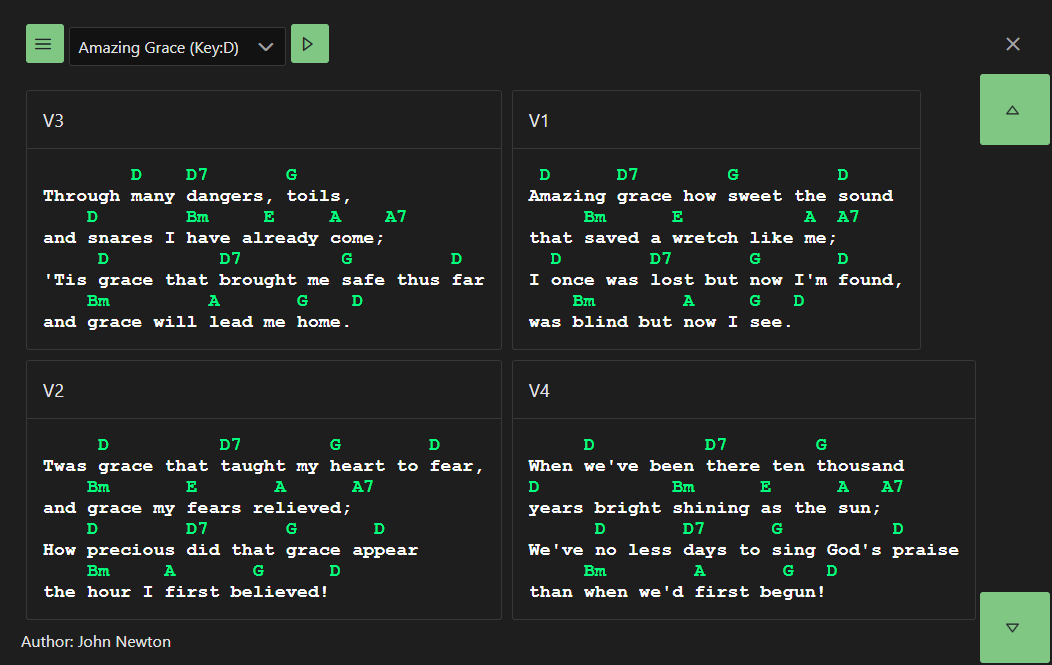 Amazing Grace (Key:D)
V3
D D7 G
Through many dangers, toils,
D Bm E A A7
and snares I have already come;
D D7 G D
'Tis grace that brought me safe thus far
Bm A G D
and grace will lead me home.
V1
D D7 G D
Amazing grace how sweet the sound
Bm E A A7
that saved a wretch like me;
D D7 G D
I once was lost but now I'm found,
Bm A G D
was blind but now I see.
V2
D D7 G D
Twas grace that taught my heart to fear,
Bm E A A7
and grace my fears relieved;
D D7 G D
How precious did that grace appear
Bm A G D
the hour I first believed!
V4
D D7 G
When we've been there ten thousand
D Bm E A A7
years bright shining as the sun;
D D7 G D
We've no less days to sing God's praise
Bm A G D
than when we'd first begun!
Author: John Newton